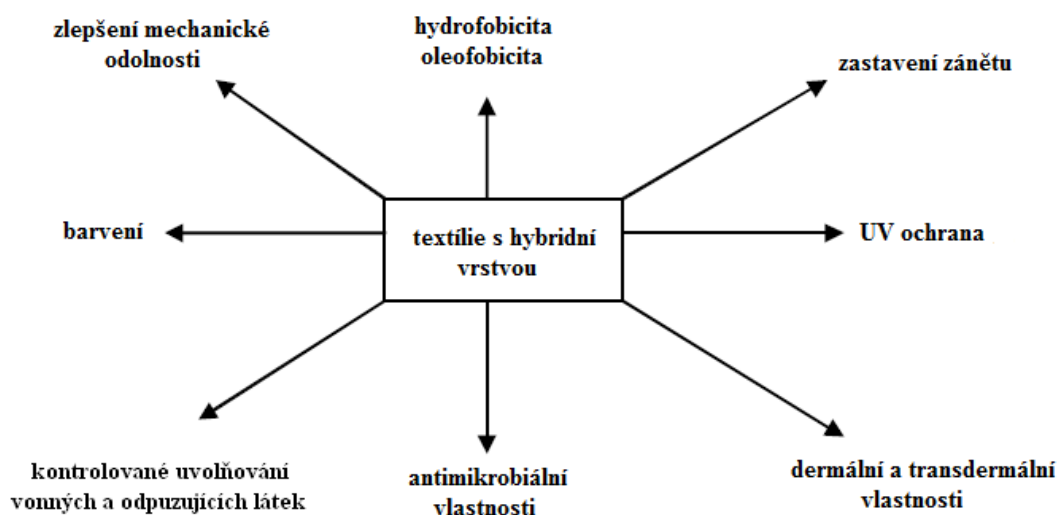 zlepšení mechanické
odolnosti
hydrofobicita
oleofobicita
zastavení zánětu
barvení
textílie s hybridní
vrstvou
UV ochrana
kontrolované uvolňování
vonných a odpuzujících látek
antimikrobiální
vlastnosti
dermální a transdermální
vlastnosti